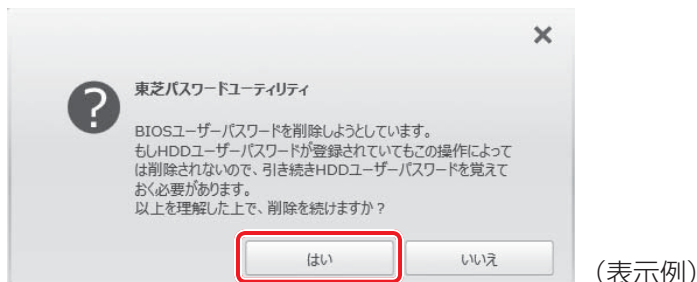 東芝パスワードユーティリティ
BIOSユーザーパスワードを削除しようとしています。
もしHDDユーザーパスワードが登録されていてもこの操作によって
は削除されないので、引き続きHDDユーザーパスワードを覚えて
おく必要があります。
以上を理解した上で、削除を続けますか？
はい
いいえ
（表示例）